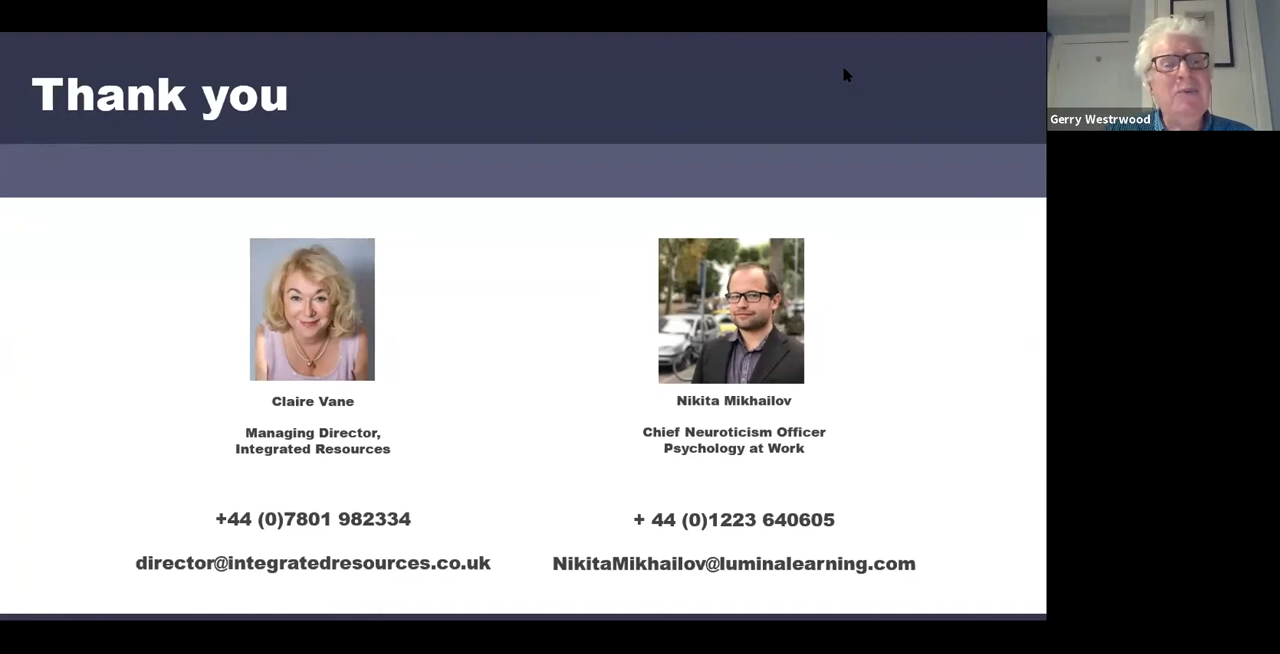 Thank you
Gerry Westrwood
Claire Vane
Managing Director,
Integrated Resources
+44 (0)7801 982334
director@integratedresources.co.uk
Nikita Mikhailov
Chief Neuroticism Officer
Psychology at Work
+ 44 (0)1223 640605
NikitaMikhailov@luminalearning.com